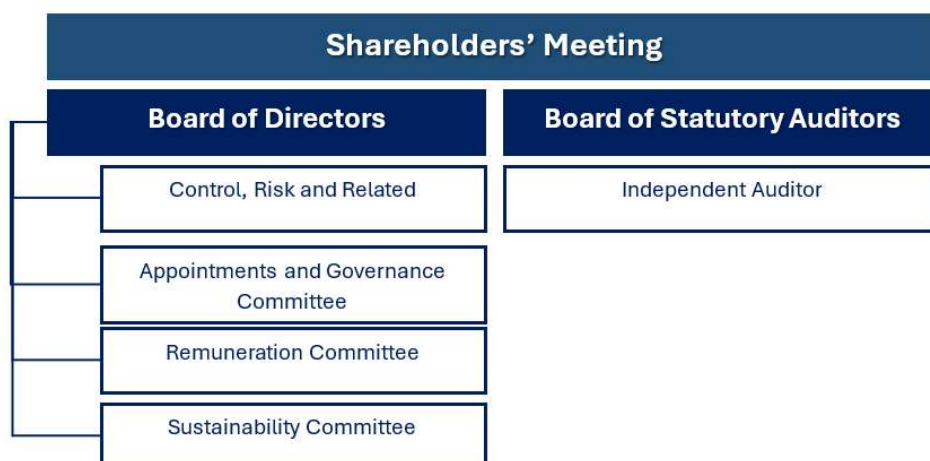 Shareholders’ Meeting
Board of Directors
Board of Statutory Auditors
Control, Risk and Related
Independent Auditor
Appointments and Governance
Committee
Remuneration Committee
Sustainability Committee